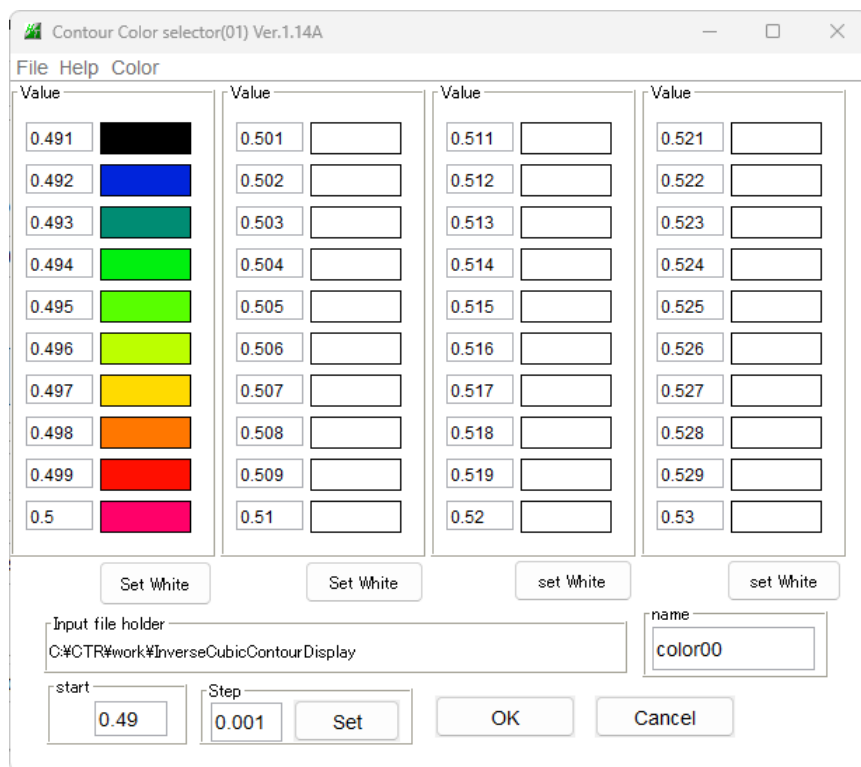 Contour Color selector(01) Ver.1.14A
File Help Color
Value Value Value Value
0.491 0.501 0.511 0.521
0.492 0.502 0.512 0.522
0.493 0.503 0.513 0.523
0.494 0.504 0.514 0.524
0.495 0.505 0.515 0.525
0.496 0.506 0.516 0.526
0.497 0.507 0.517 0.527
0.498 0.508 0.518 0.528
0.499 0.509 0.519 0.529
0.5 0.51 0.52 0.53
Set White Set White set White set White
Input file holder
C:¥CTR¥work¥InverseCubicContourDisplay
name
color00
start
0.49
Step
0.001 Set
OK Cancel